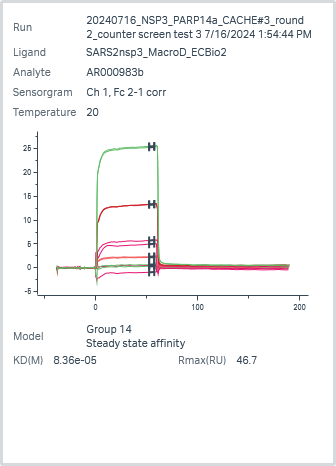 Run 20240716_NSP3_PARP14a_CACHE#3_round
2_counter screen test 3 7/16/2024 1:54:44 PM
Ligand SARS2nsp3_MacroD_ECBio2
Analyte AR000983b
Sensorgram Ch 1, Fc 2-1 corr
Temperature 20
26
20
15
10
5
0
-5
0 100 200
Model Group 14
Steady state affinity
KD(M) 8.36e-05 Rmax(RU) 46.7